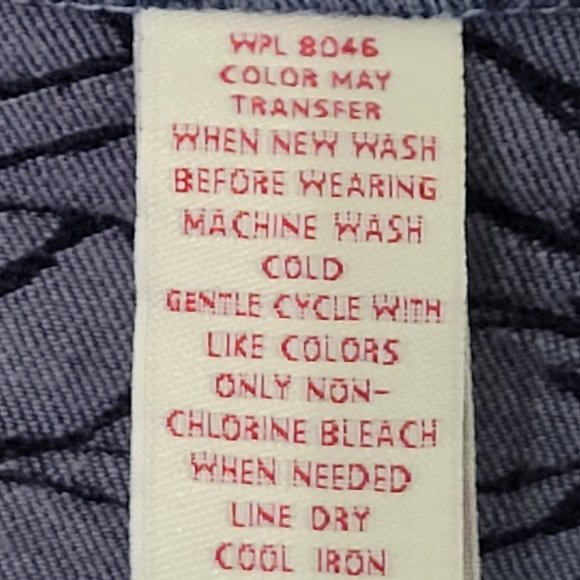 WPL 8046
COLOR MAY
TRANSFER
WHEN NEW WASH
BEFORE WEARING
MACHINE WASH
COLD
GENTLE CYCLE WITH
LIKE COLORS
ONLY NON-
CHLORINE BLEACH
WHEN NEEDED
LINE DRY
COOL IRON